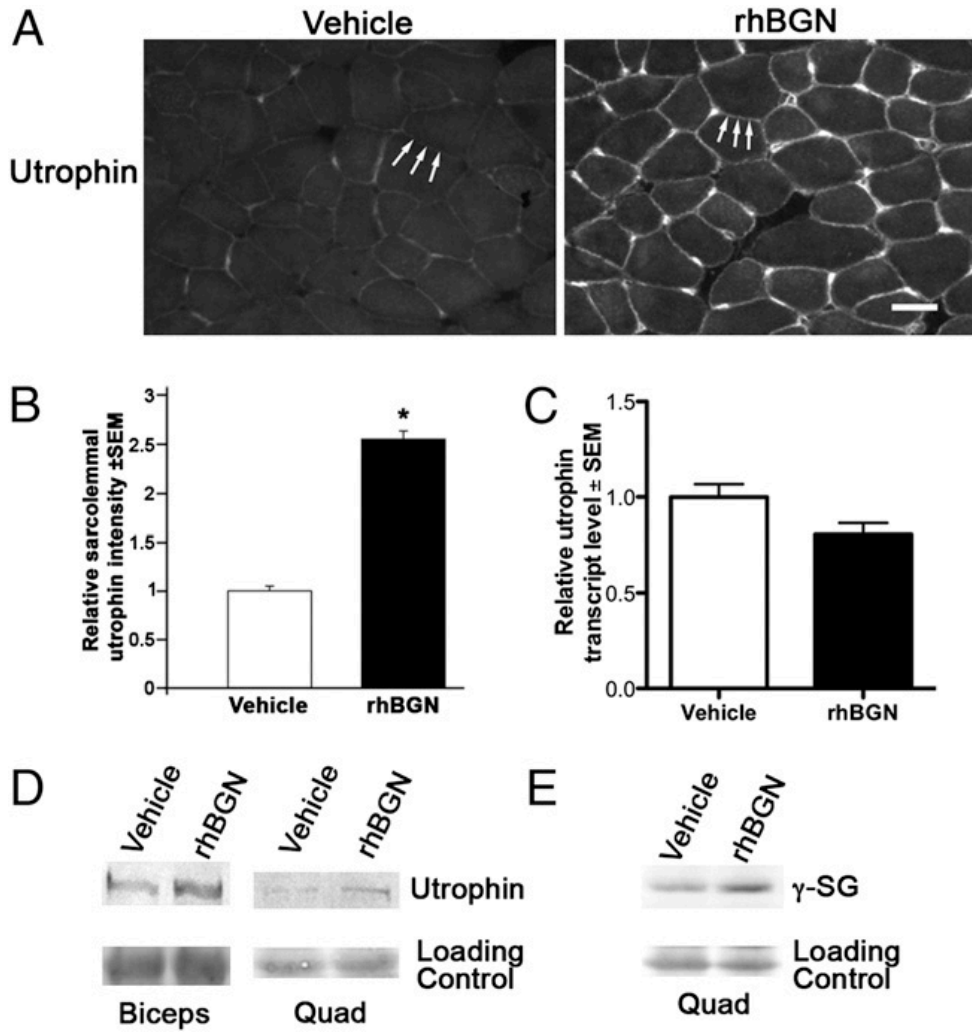 A
Vehicle
rhBGN
Utrophin
B
Relative sarcolemmal
utrophin intensity ±SEM
3
2.5
2
1
0.5
0
*
Vehicle
rhBGN
C
Relative utrophin
transcript level ± SEM
1.5
1.0
0.5
0.0
Vehicle
rhBGN
D
Vehicle
rhBGN
Vehicle
rhBGN
Utrophin
Loading
Control
Biceps
Quad
E
Vehicle
rhBGN
γ-SG
Loading
Control
Quad